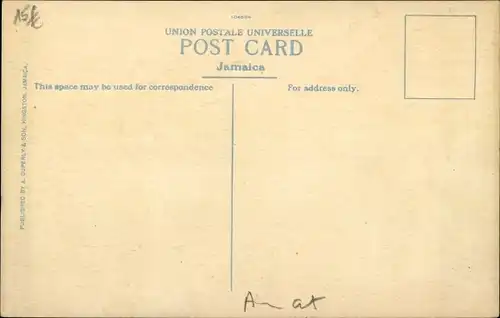 LONDON
UNION POSTALE UNIVERSELLE
POST CARD
Jamaica
This space may be used for correspondence
For address only.
PUBLISHED BY A. DUPERLY & SON, KINGSTON, JAMAICA.